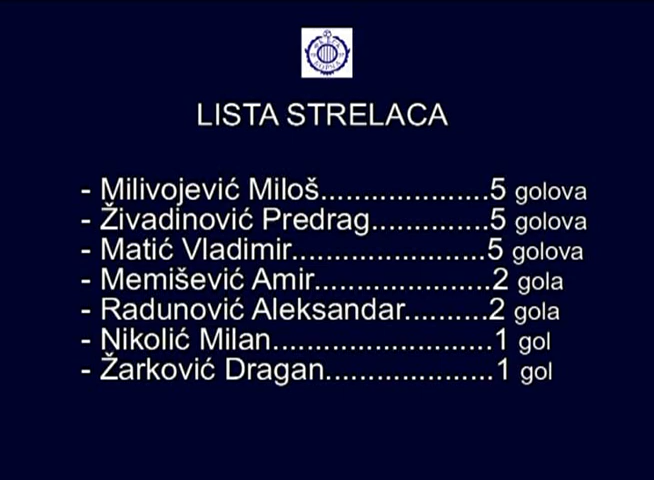 LISTA STRELACA
- Milivojević Miloš....................5 golova
- Živadinović Predrag..............5 golova
- Matić Vladimir.......................5 golova
- Memišević Amir.....................2 gola
- Radunović Aleksandar..........2 gola
- Nikolić Milan..........................1 gol
- Žarković Dragan....................1 gol